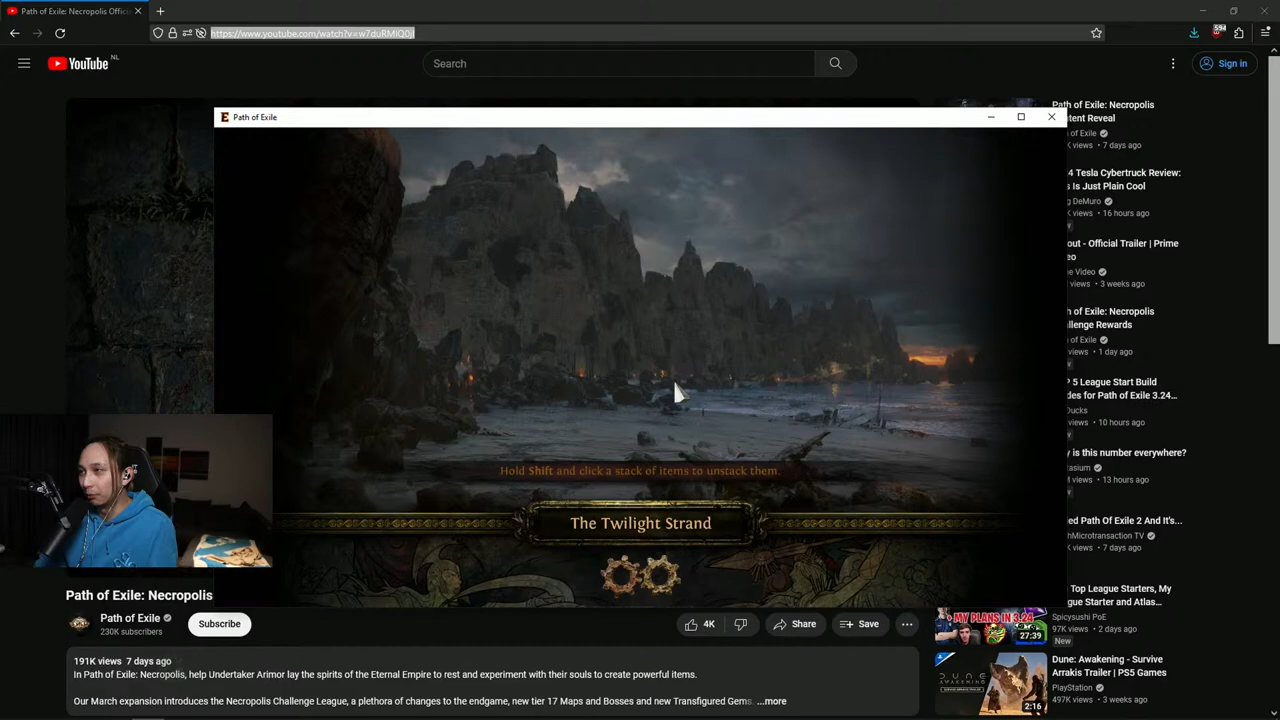 Path of Exile: Necropolis Offici
https://www.youtube.com/watch?v=w7duRMIQ0jI
594
YouTube NL
Search
Sign in
Path of Exile
Path of Exile: Necropolis
tent Reveal
of Exile
K views • 7 days ago
4 Tesla Cybertruck Review:
s Is Just Plain Cool
g DeMuro
K views • 16 hours ago
out - Official Trailer | Prime
eo
ne Video
views • 3 weeks ago
h of Exile: Necropolis
llenge Rewards
of Exile
views • 1 day ago
P 5 League Start Build
des for Path of Exile 3.24...
Ducks
views • 10 hours ago
y is this number everywhere?
tasium
views • 13 hours ago
ed Path Of Exile 2 And It's...
hMicrotransaction TV
views • 7 days ago
Hold Shift and click a stack of items to unstack them.
The Twilight Strand
Top League Starters, My
gue Starter and Atlas...
Spicysushi PoE
97K views • 2 days ago
New
MY PLANS IN 3.24
27:39
Dune: Awakening - Survive
Arrakis Trailer | PS5 Games
PlayStation
497K views • 3 weeks ago
2:16
Path of Exile: Necropolis
Path of Exile
230K subscribers
Subscribe
4K
Share
Save
191K views 7 days ago
In Path of Exile: Necropolis, help Undertaker Arimor lay the spirits of the Eternal Empire to rest and experiment with their souls to create powerful items.
Our March expansion introduces the Necropolis Challenge League, a plethora of changes to the endgame, new tier 17 Maps and Bosses and new Transfigured Gems. ...more